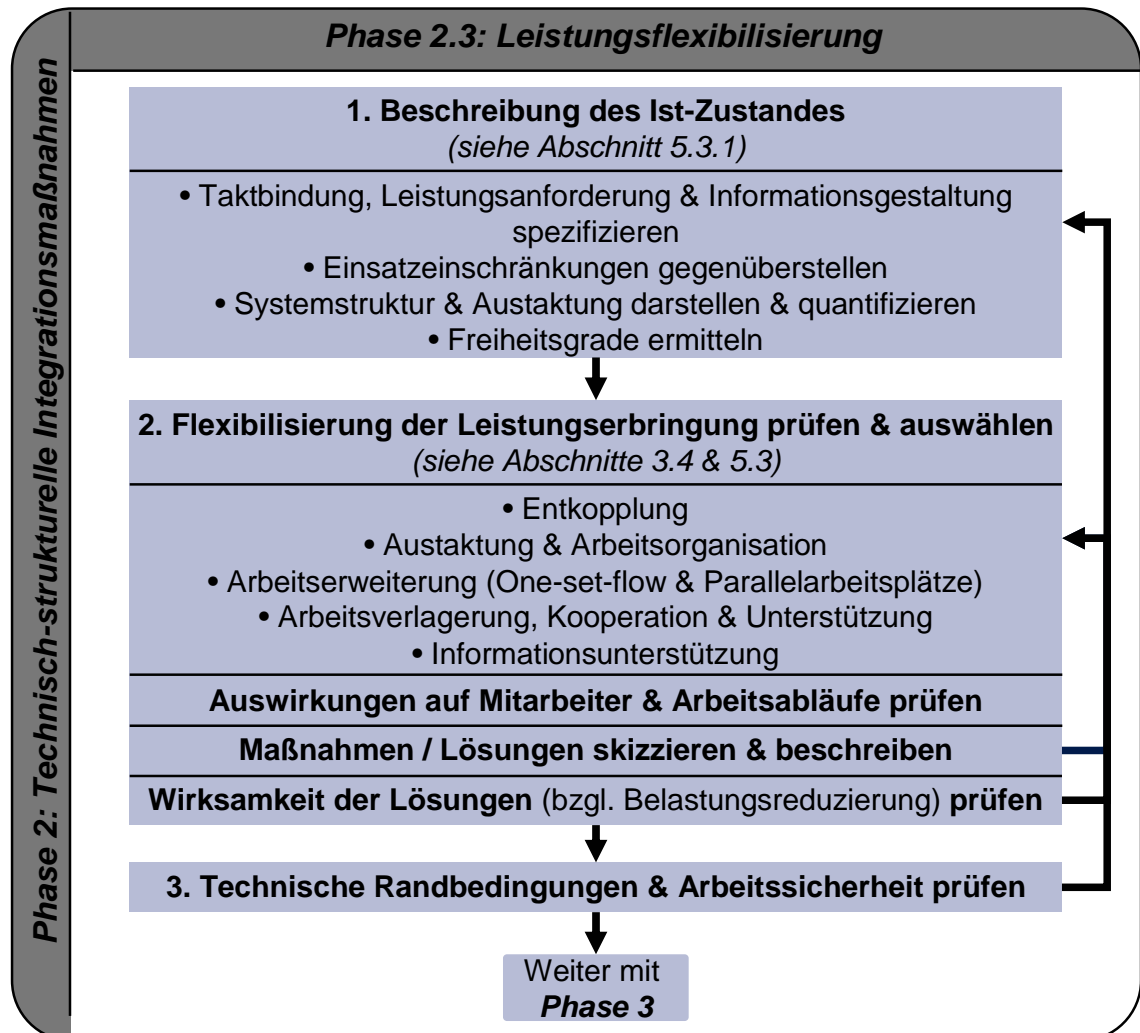 Phase 2.3: Leistungsflexibilisierung
Phase 2: Technisch-strukturelle Integrationsmaßnahmen
1. Beschreibung des Ist-Zustandes
(siehe Abschnitt 5.3.1)
• Taktbindung, Leistungsanforderung & Informationsgestaltung
spezifizieren
• Einsatzeinschränkungen gegenüberstellen
• Systemstruktur & Austaktung darstellen & quantifizieren
• Freiheitsgrade ermitteln
2. Flexibilisierung der Leistungserbringung prüfen & auswählen
(siehe Abschnitte 3.4 & 5.3)
• Entkopplung
• Austaktung & Arbeitsorganisation
• Arbeitserweiterung (One-set-flow & Parallelarbeitsplätze)
• Arbeitsverlagerung, Kooperation & Unterstützung
• Informationsunterstützung
Auswirkungen auf Mitarbeiter & Arbeitsabläufe prüfen
Maßnahmen / Lösungen skizzieren & beschreiben
Wirksamkeit der Lösungen (bzgl. Belastungsreduzierung) prüfen
3. Technische Randbedingungen & Arbeitssicherheit prüfen
Weiter mit
Phase 3